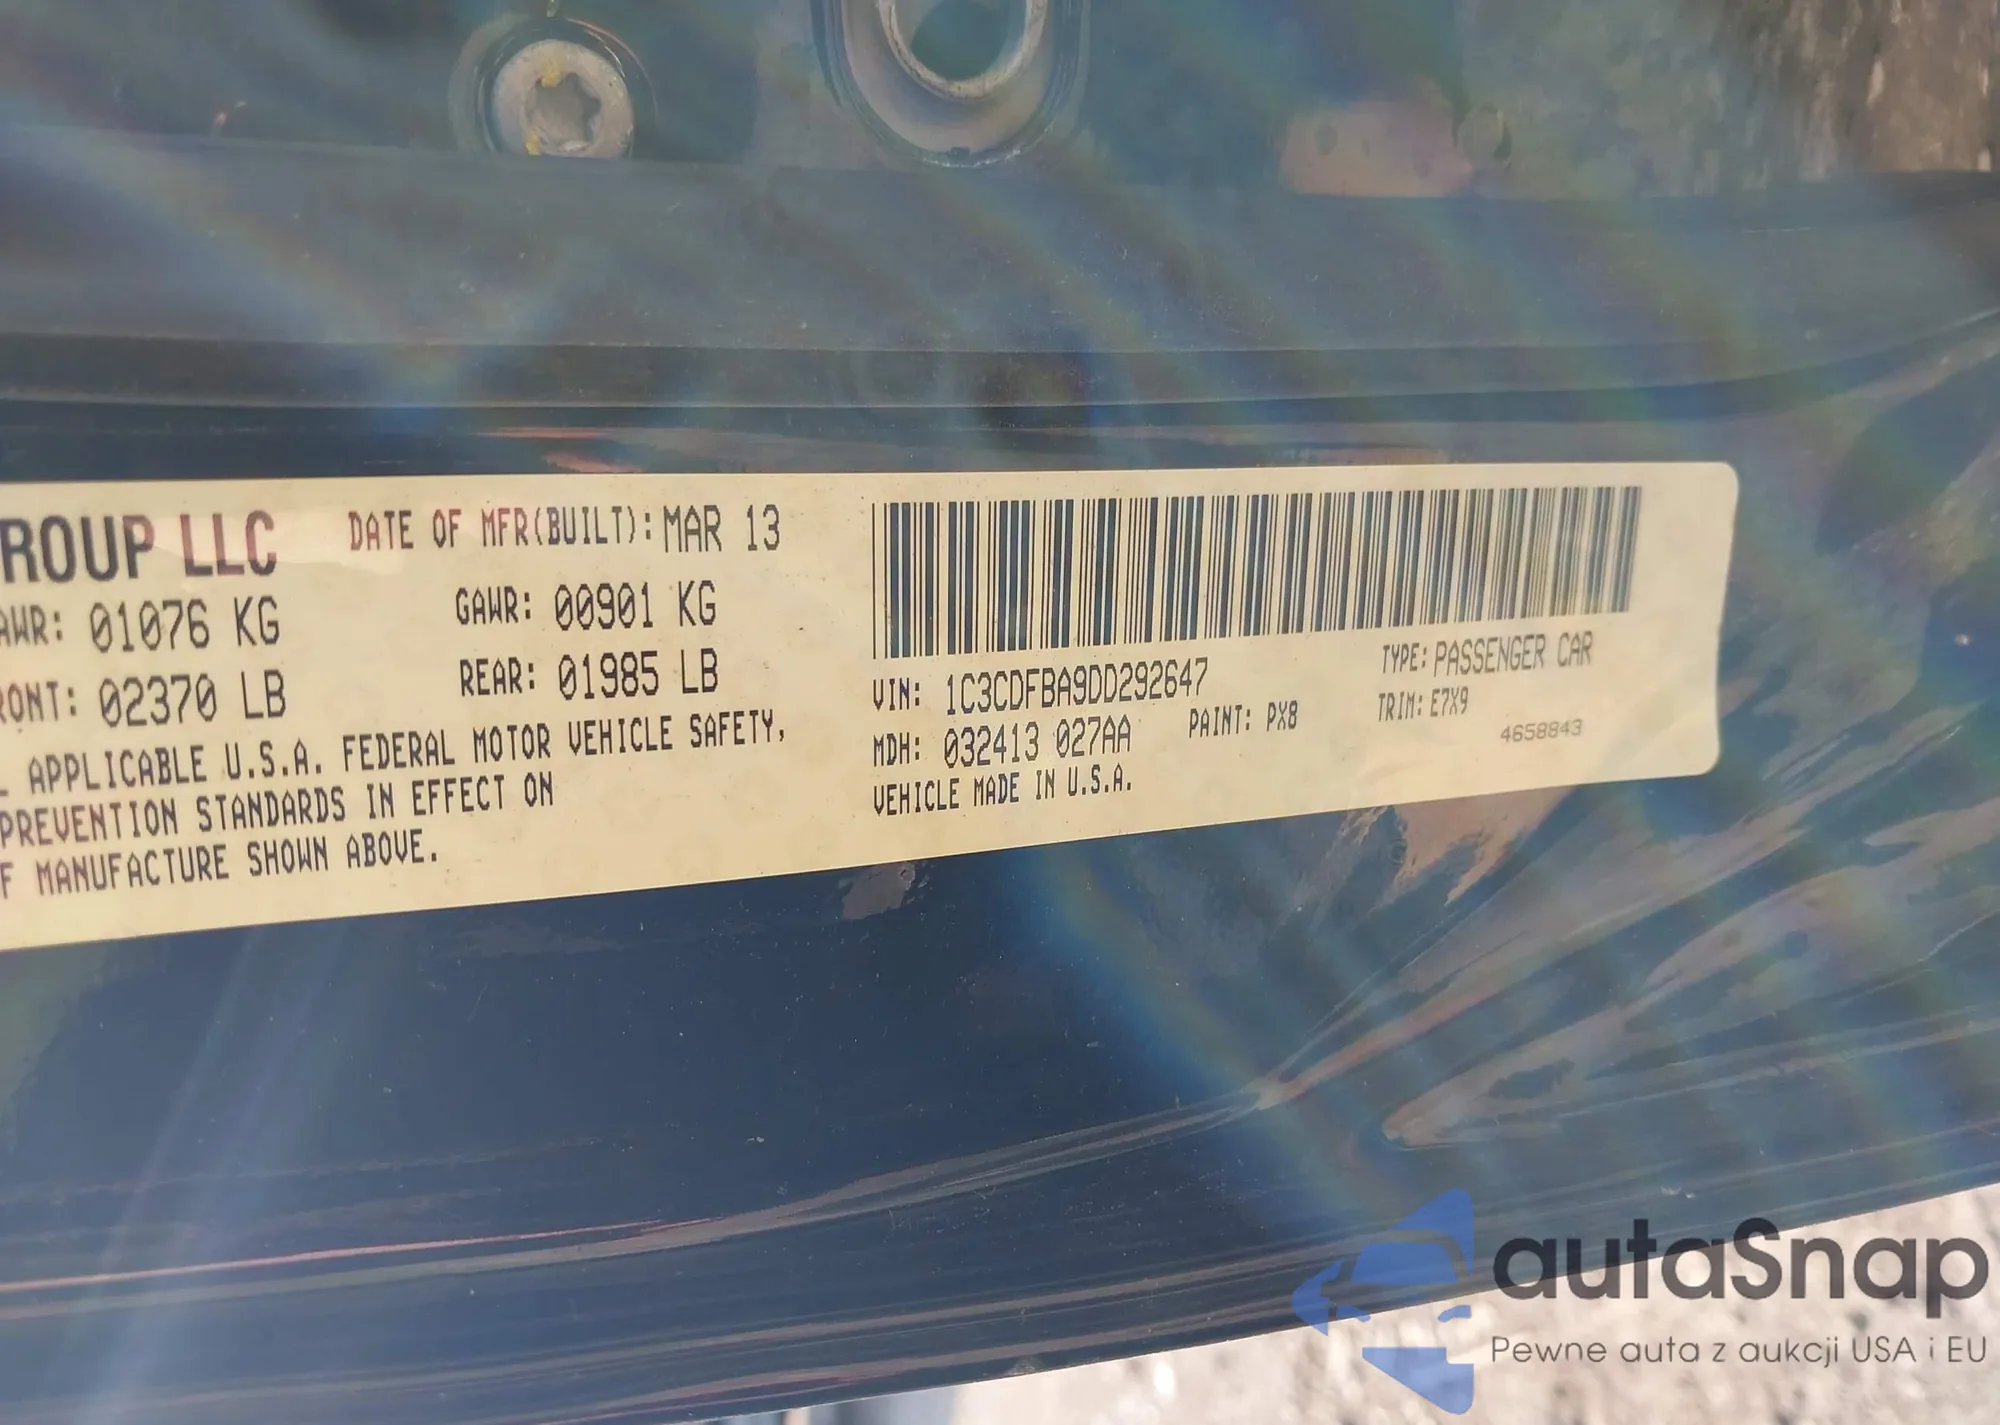 ROUP LLC DATE OF MFR(BUILT): MAR 13
AWR: 01076 KG GAWR: 00901 KG
RONT: 02370 LB REAR: 01985 LB
L APPLICABLE U.S.A. FEDERAL MOTOR VEHICLE SAFETY,
PREVENTION STANDARDS IN EFFECT ON
F MANUFACTURE SHOWN ABOVE.
VIN: 1C3CDFBA9DD292647 TYPE: PASSENGER CAR
MDH: 032413 027AA PAINT: PX8 TRIM: E7X9
4658843
VEHICLE MADE IN U.S.A.
autaSnap
Pewne auta z aukcji USA i EU